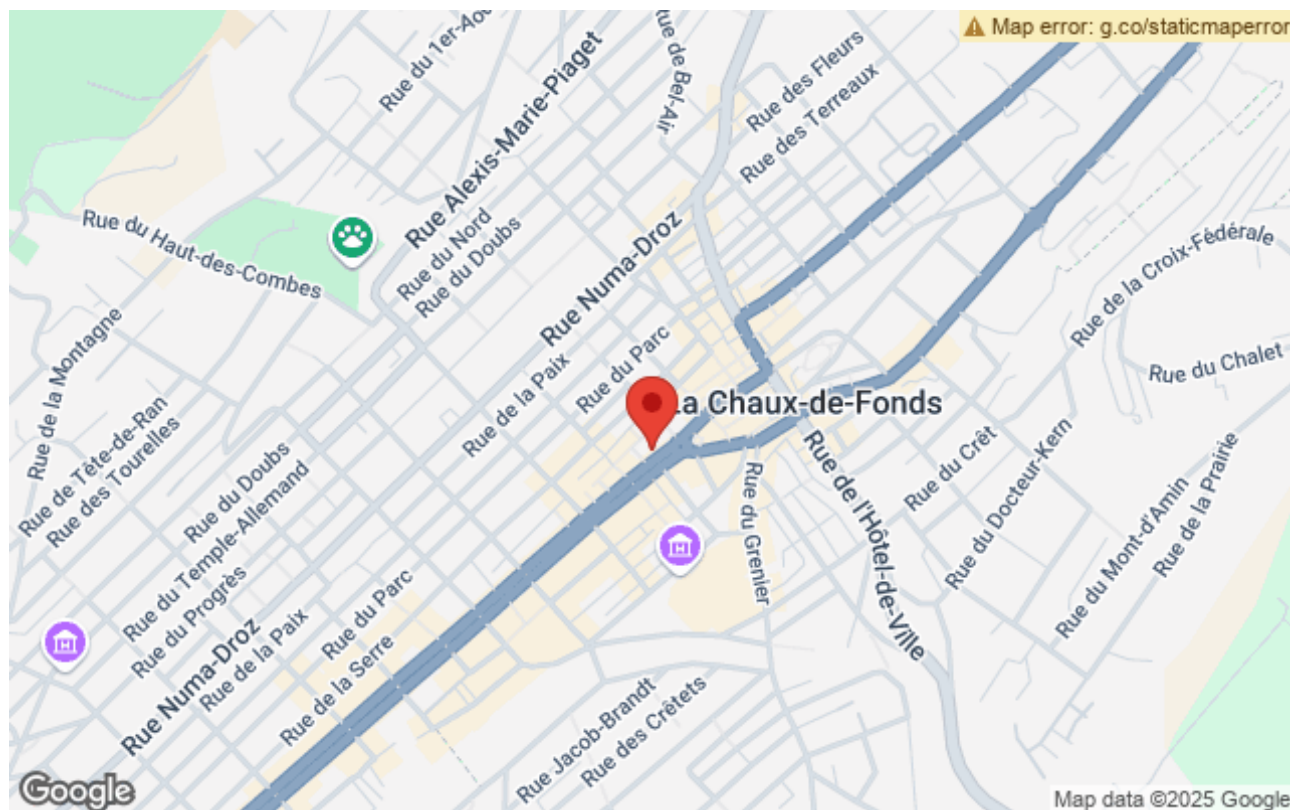 Map error: g.co/staticmaperror
Rue du 1er-Aoû
Rue de Bel-Air
Rue des Fleurs
Rue des Terreaux
Rue Alexis-Marie-Piaget
Rue du Haut-des-Combes
Rue du Nord
Rue du Doubs
Rue Numa-Droz
Rue de la Croix-Fédérale
Rue de la Montagne
Rue de la Paix
Rue du Parc
Rue du Chalet
La Chaux-de-Fonds
Rue de Tête-de-Ran
Rue des Tourelles
Rue du Doubs
Rue du Temple-Allemand
Rue du Progrès
Rue Numa-Droz
Rue de la Paix
Rue du Parc
Rue de la Serre
Rue du Grenier
Rue de l'Hôtel-de-Ville
Rue du Crêt
Rue du Docteur-Kern
Rue du Mont-d'Amin
Rue de la Prairie
Rue Jacob-Brandt
Rue des Crêtets
Google
Map data ©2025 Google